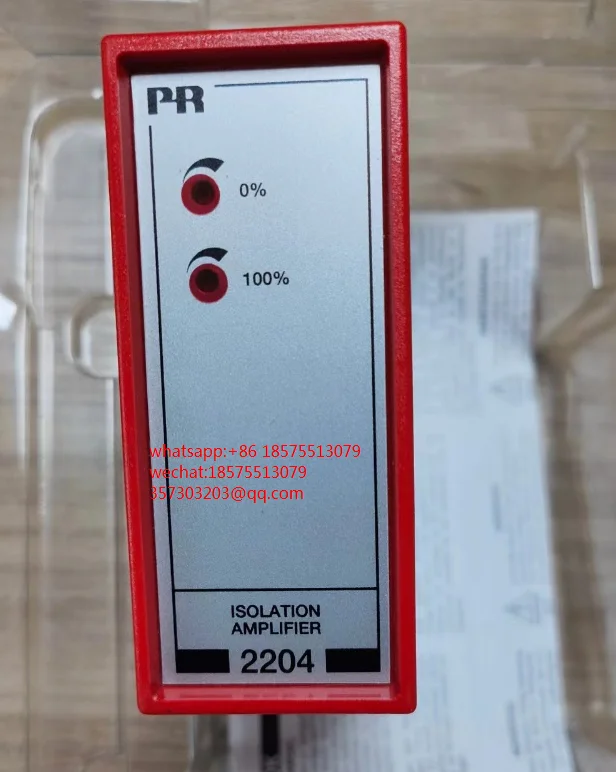 PR
0%
100%
whatsapp:+86 18575513079
wechat:18575513079
357303203@qq.com
ISOLATION
AMPLIFIER
2204